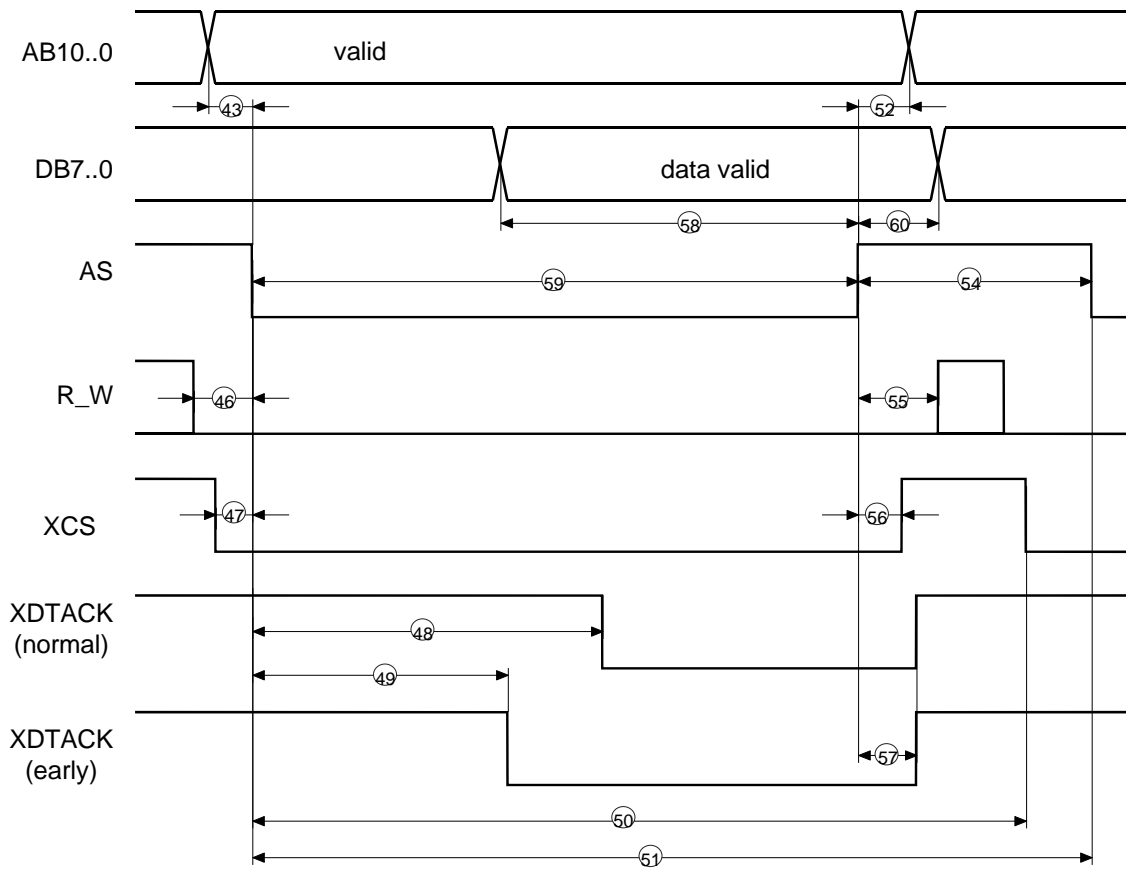 AB10..0
valid
43
52
DB7..0
data valid
58
60
AS
59
54
R_W
46
55
XCS
47
56
XDTACK
(normal)
48
49
XDTACK
(early)
57
50
51